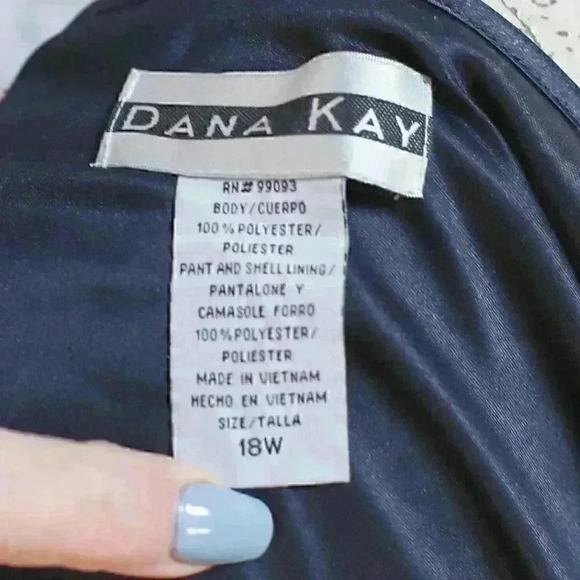 DANA KAY
RN# 99093
BODY/CUERPO
100% POLYESTER/
POLIESTER
PANT AND SHELL LINING/
PANTALONE Y
CAMASOLE FORRO
100% POLYESTER/
POLIESTER
MADE IN VIETNAM
HECHO EN VIETNAM
SIZE/TALLA
18W